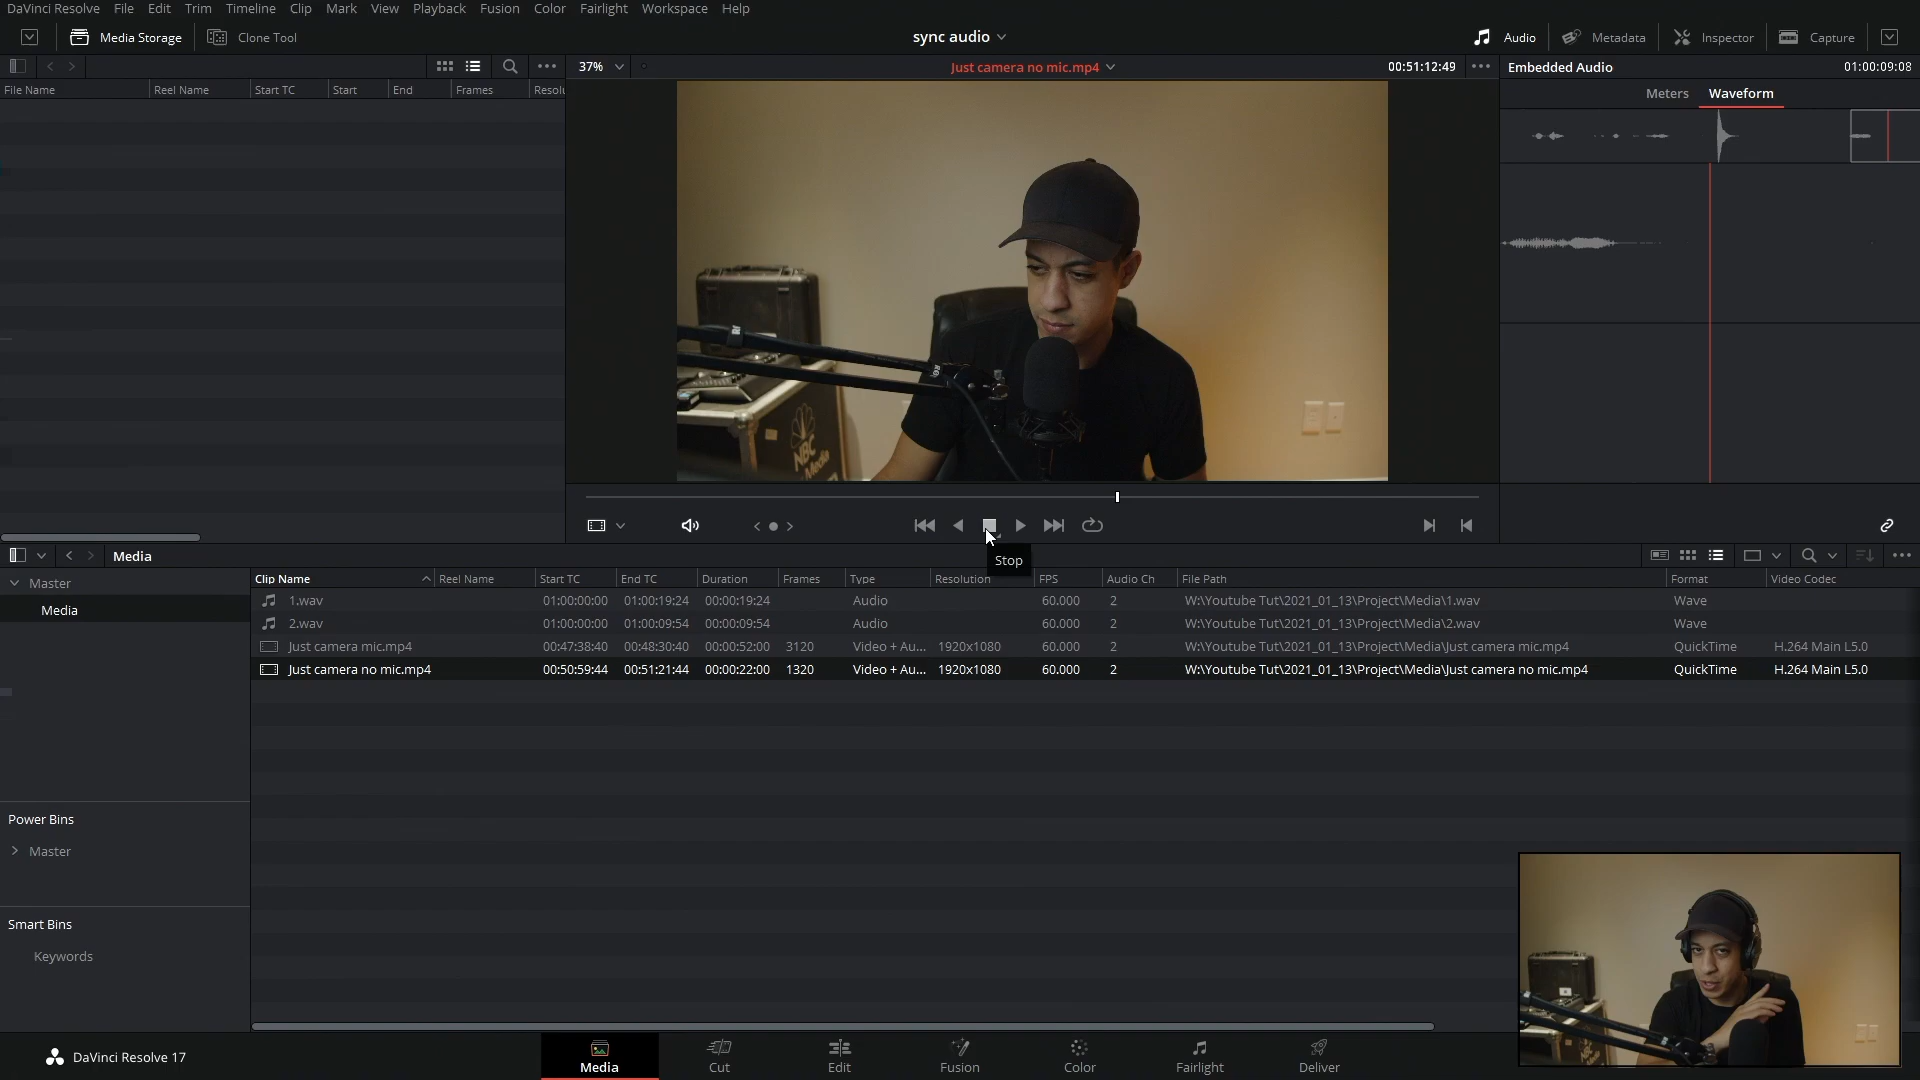 DaVinci Resolve File Edit Trim Timeline Clip Mark View Playback Fusion Color Fairlight Workspace Help
Media Storage Clone Tool sync audio Audio Metadata Inspector Capture
37% Just camera no mic.mp4 00:51:12:49 Embedded Audio 01:00:09:08
File Name Reel Name Start TC Start End Frames Resolu
Meters Waveform
NBC
Media
Stop
Media
Master
Media
Power Bins
Master
Smart Bins
Keywords
Clip Name Reel Name Start TC End TC Duration Frames Type Resolution FPS Audio Ch File Path Format Video Codec
1.wav 01:00:00:00 01:00:19:24 00:00:19:24 Audio 60.000 2 W:\Youtube Tut\2021_01_13\Project\Media\1.wav Wave
2.wav 01:00:00:00 01:00:09:54 00:00:09:54 Audio 60.000 2 W:\Youtube Tut\2021_01_13\Project\Media\2.wav Wave
Just camera mic.mp4 00:47:38:40 00:48:30:40 00:00:52:00 3120 Video + Au... 1920x1080 60.000 2 W:\Youtube Tut\2021_01_13\Project\Media\Just camera mic.mp4 QuickTime H.264 Main L5.0
Just camera no mic.mp4 00:50:59:44 00:51:21:44 00:00:22:00 1320 Video + Au... 1920x1080 60.000 2 W:\Youtube Tut\2021_01_13\Project\Media\Just camera no mic.mp4 QuickTime H.264 Main L5.0
DaVinci Resolve 17 Media Cut Edit Fusion Color Fairlight Deliver